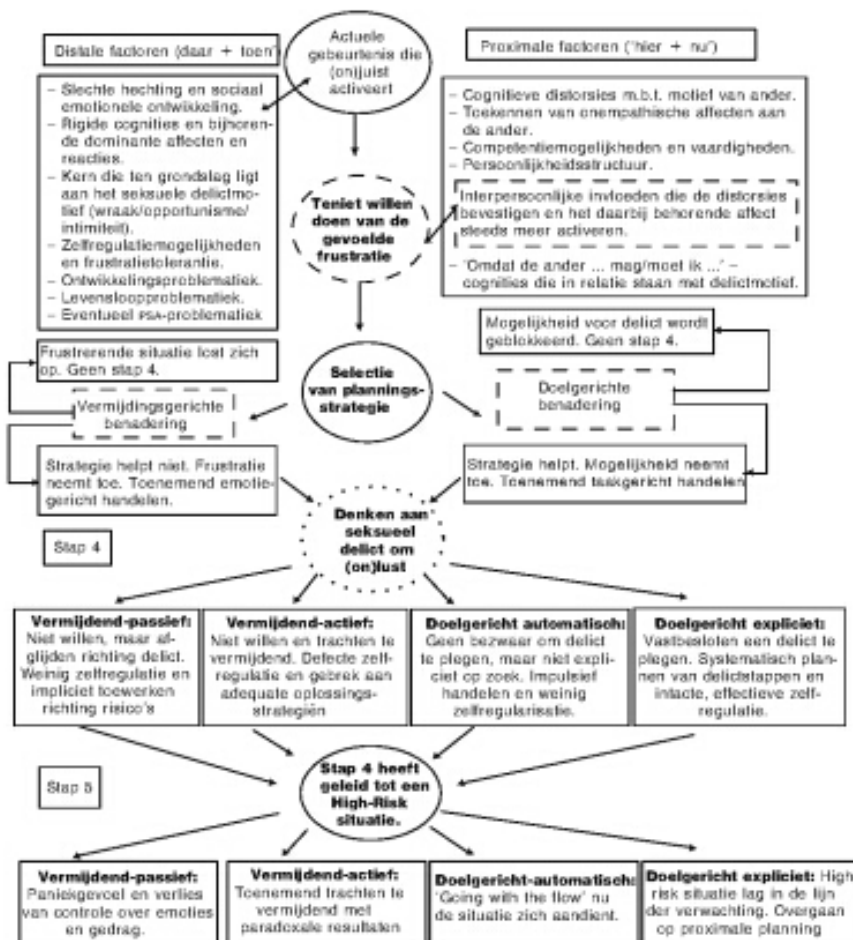 Distale factoren (daar + toen)
Actuele
gebeurtenis die
(on)juist
activeert
Proximale factoren ('hier + nu')
– Slechte hechting en sociaal
emotionele ontwikkeling.
– Rigide cognities en bijhoren-
de dominante affecten en
reacties.
– Kern die ten grondslag ligt
aan het seksuele delictmo-
tief (wraak/opportunisme/
intimiteit).
– Zelfregulatiemogelijkheden
en frustratietolerantie.
– Ontwikkelingsproblematiek.
– Levensloopproblematiek.
– Eventueel PSA-problematiek
– Cognitieve distorsies m.b.t. motief van ander.
– Toekennen van onempathische affecten aan
de ander.
– Competentiemogelijkheden en vaardigheden.
– Persoonlijkheidsstructuur.
Interpersoonlijke invloeden die de distorsies
bevestigen en het daarbij behorende affect
steeds meer activeren.
– 'Omdat de ander ... mag/moet ik ...' –
cognities die in relatie staan met delictmotief.
Teniet willen
doen van de
gevoelde
frustratie
Frustrerende situatie lost zich
op. Geen stap 4.
Mogelijkheid voor delict wordt
geblokkeerd. Geen stap 4.
Selectie
van plannings-
strategie
Vermijdingsgerichte
benadering
Doelgerichte
benadering
Strategie helpt niet. Frustratie
neemt toe. Toenemend emotie-
gericht handelen.
Strategie helpt. Mogelijkheid neemt
toe. Toenemend taakgericht handelen
Denken aan
seksueel
delict om
(on)lust
Stap 4
Vermijdend-passief:
Niet willen, maar af-
glijden richting delict.
Weinig zelfregulatie en
impliciet toewerken
richting risico's
Vermijdend-actief:
Niet willen en trachten te
vermijdend. Defecte zelf-
regulatie en gebrek aan
adequate oplossings-
strategiën
Doelgericht automatisch:
Geen bezwaar om delict
te plegen, maar niet expli-
ciet op zoek. Impulsief
handelen en weinig
zelfregularisatie.
Doelgericht expliciet:
Vastbesloten een delict te
plegen. Systematisch plan-
nen van delictstappen en
intacte, effectieve zelf-
regulatie.
Stap 5
Stap 4 heeft
geleid tot een
High-Risk
situatie.
Vermijdend-passief:
Paniekgevoel en verlies
van controle over emoties
en gedrag.
Vermijdend-actief:
Toenemend trachten te
vermijdend met
paradoxale resultaten
Doelgericht-automatisch:
'Going with the flow' nu
de situatie zich aandient.
Doelgericht expliciet: High
risk situatie lag in de lijn
der verwachting. Overgaan
op proximale planning